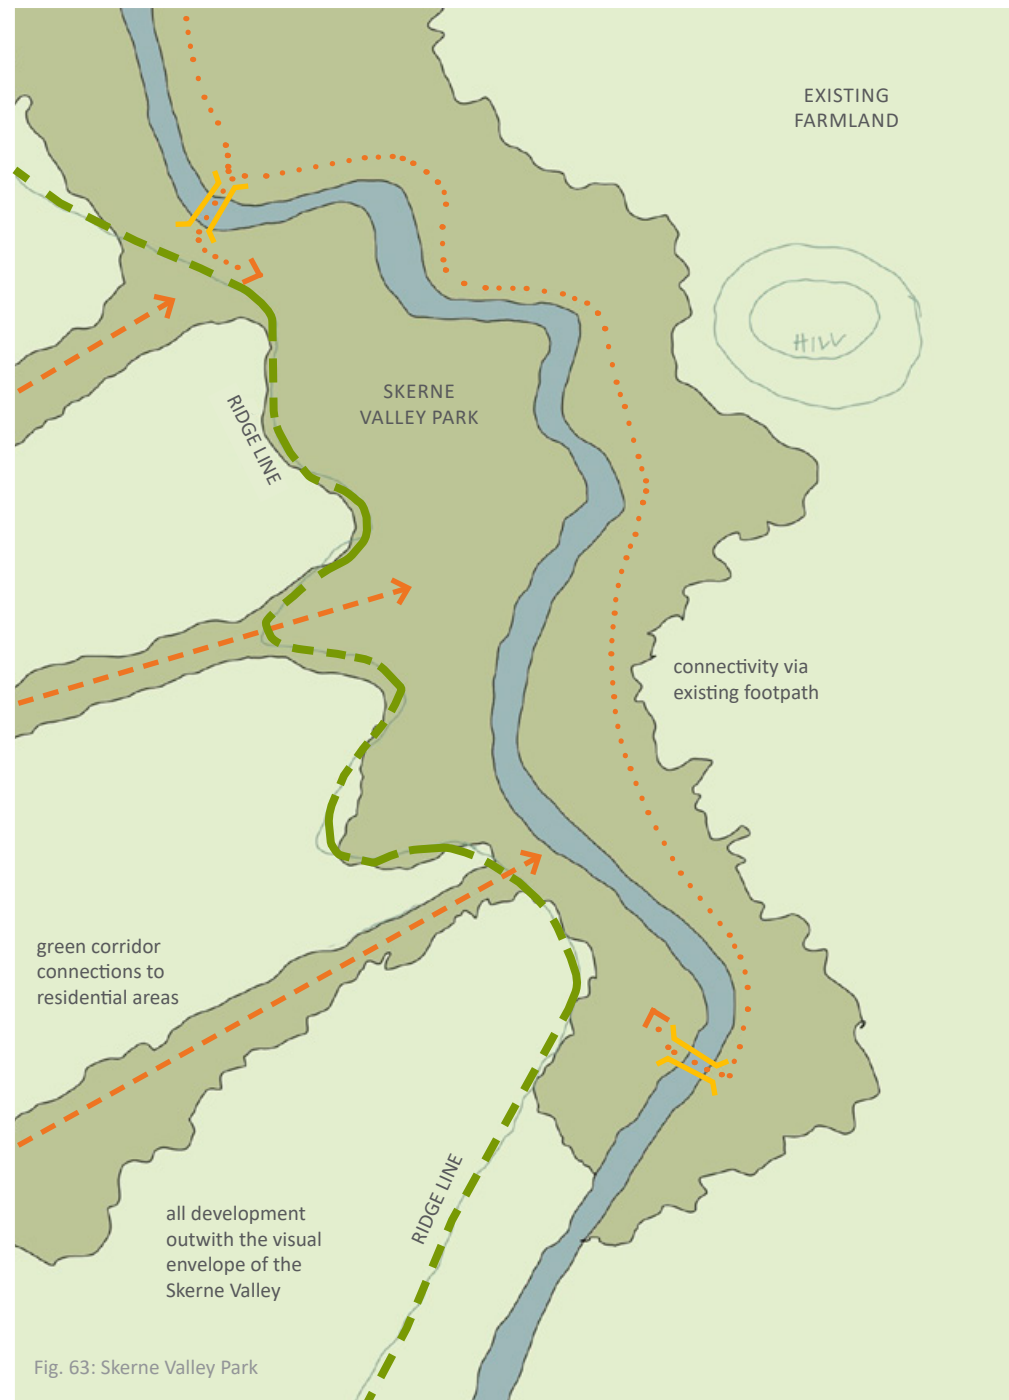 EXISTING
FARMLAND
HILL
SKERNE
VALLEY PARK
RIDGE LINE
connectivity via
existing footpath
green corridor
connections to
residential areas
RIDGE LINE
all development
outwith the visual
envelope of the
Skerne Valley
Fig. 63: Skerne Valley Park